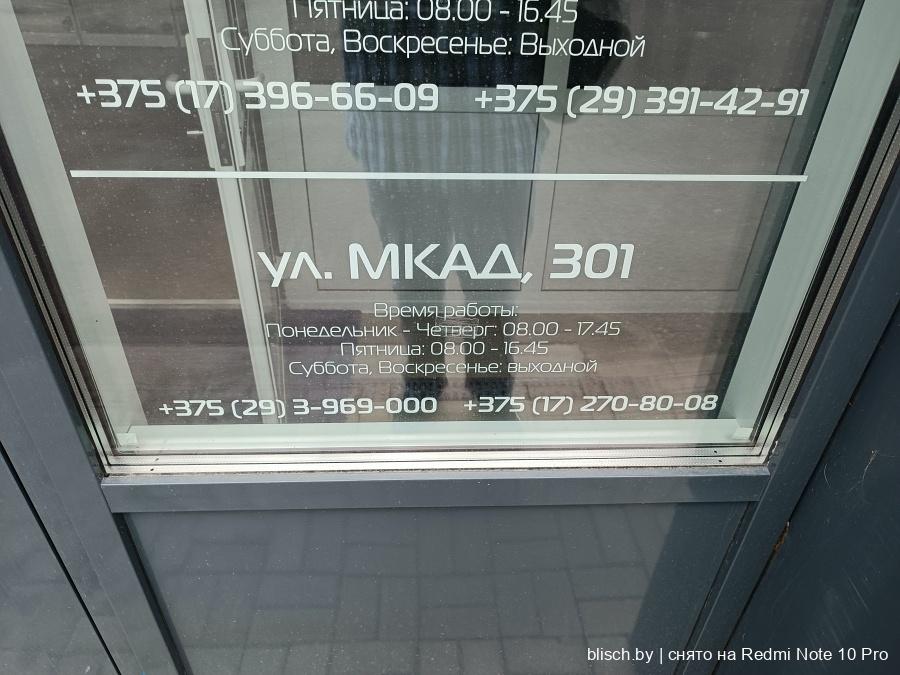 Пятница: 08.00 - 16.45
Суббота, Воскресенье: Выходной
+375 (17) 396-66-09 +375 (29) 391-42-91
ул. МКАД, 301
Время работы:
Понедельник - Четверг: 08.00 - 17.45
Пятница: 08.00 - 16.45
Суббота, Воскресенье: выходной
+375 (29) 3-969-000 +375 (17) 270-80-08
blisch.by | снято на Redmi Note 10 Pro